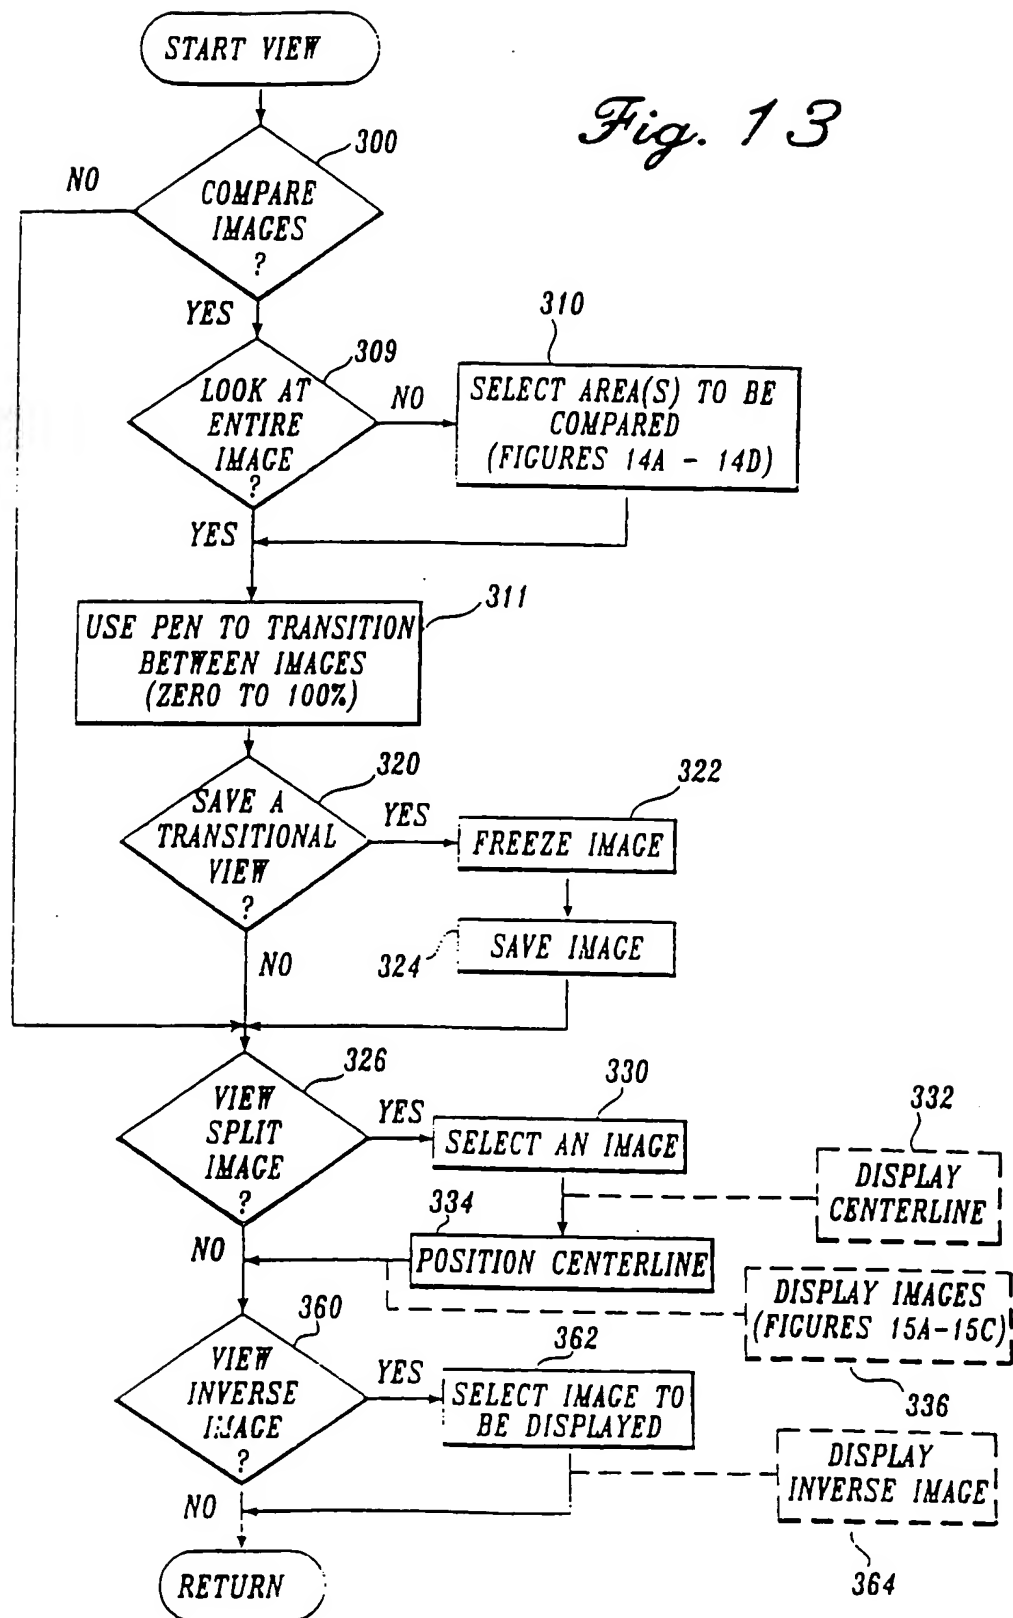 START VIEW
Fig. 13
300
NO
COMPARE
IMAGES
?
YES
309
310
LOOK AT
ENTIRE
IMAGE
?
NO
SELECT AREA(S) TO BE
COMPARED
(FIGURES 14A - 14D)
YES
311
USE PEN TO TRANSITION
BETWEEN IMAGES
(ZERO TO 100%)
320
322
SAVE A
TRANSITIONAL
VIEW
?
YES
FREEZE IMAGE
324
SAVE IMAGE
NO
326
330
332
VIEW
SPLIT
IMAGE
?
YES
SELECT AN IMAGE
DISPLAY
CENTERLINE
334
NO
POSITION CENTERLINE
DISPLAY IMAGES
(FIGURES 15A-15C)
336
360
362
VIEW
INVERSE
IMAGE
?
YES
SELECT IMAGE TO
BE DISPLAYED
DISPLAY
INVERSE IMAGE
364
NO
RETURN